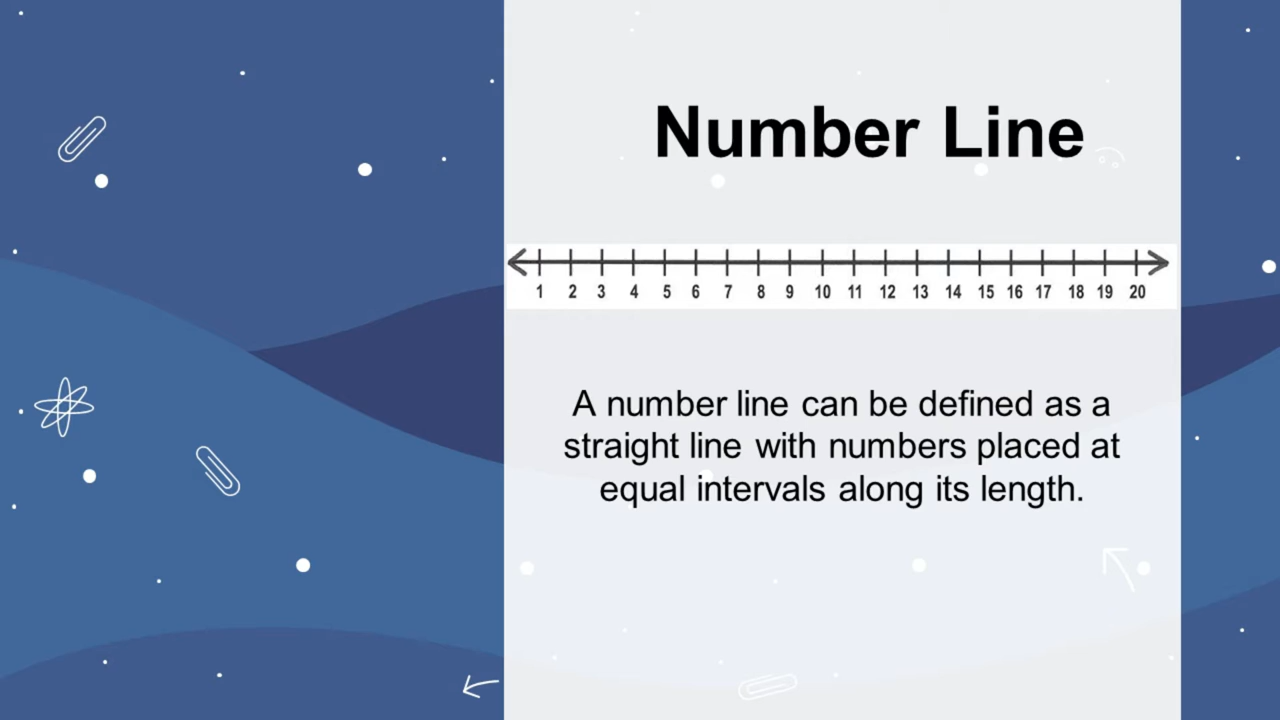 Number Line
1 2 3 4 5 6 7 8 9 10 11 12 13 14 15 16 17 18 19 20
A number line can be defined as a
straight line with numbers placed at
equal intervals along its length.